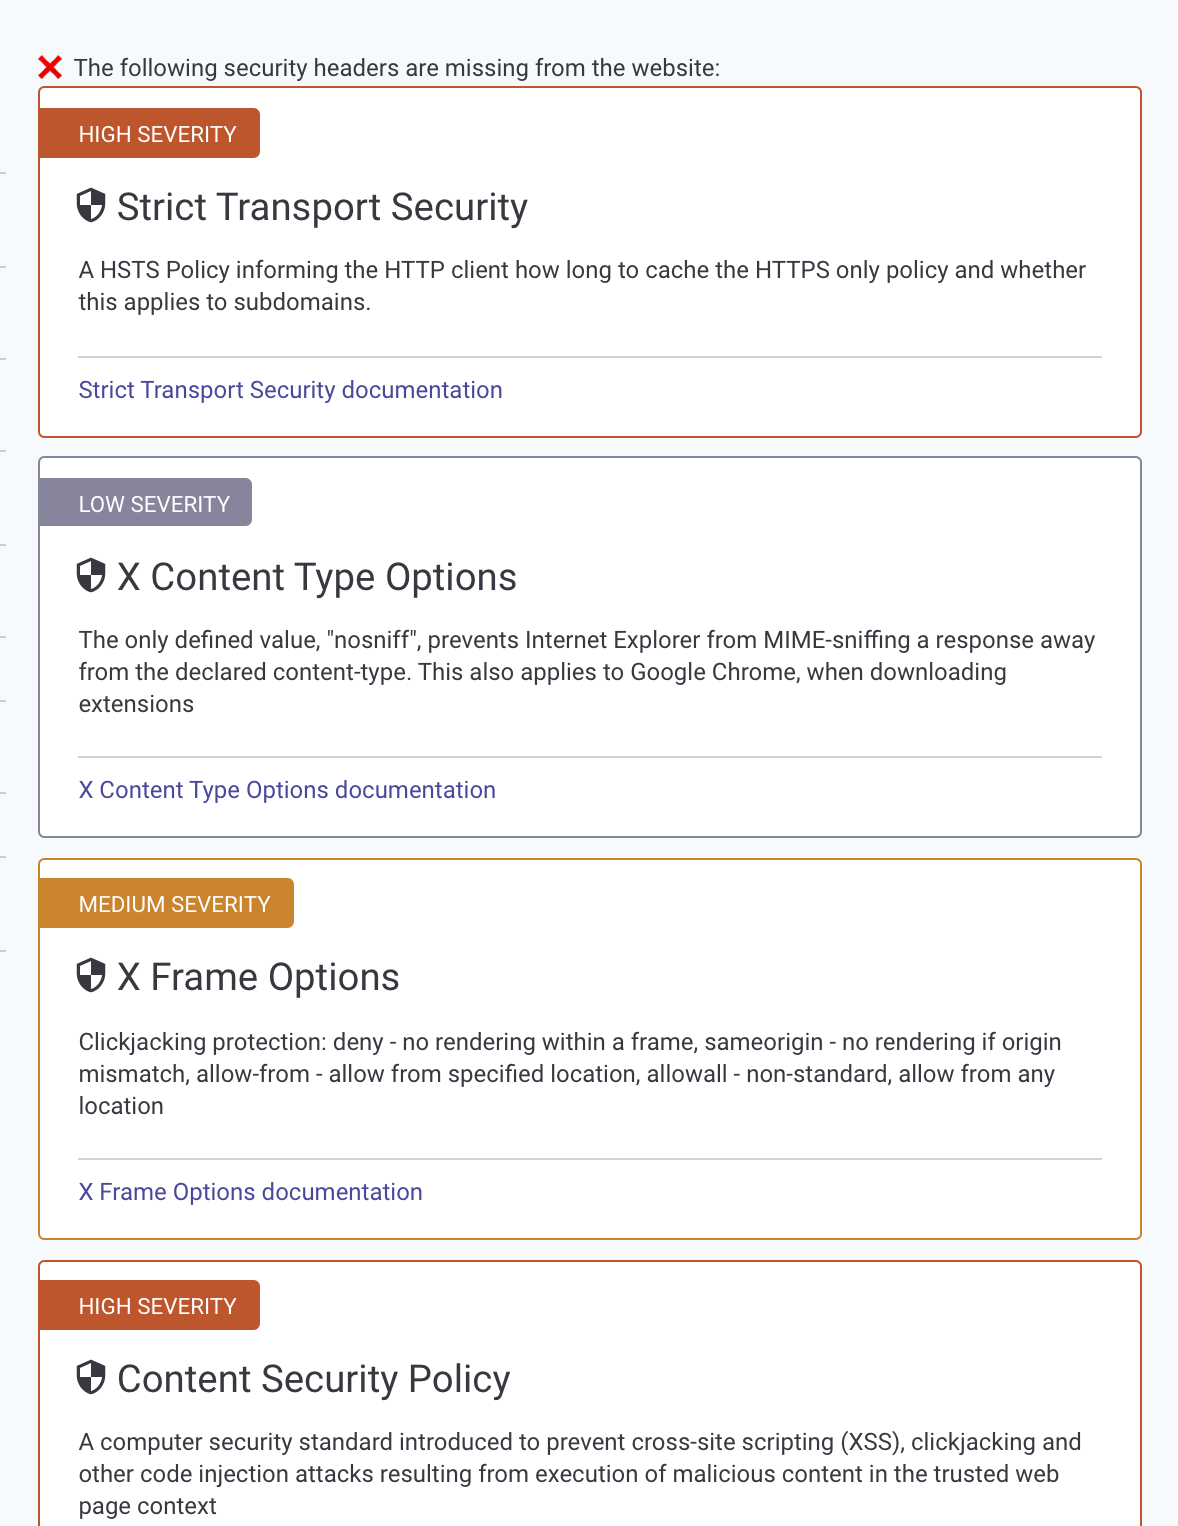 ❌ The following security headers are missing from the website:
HIGH SEVERITY
Strict Transport Security
A HSTS Policy informing the HTTP client how long to cache the HTTPS only policy and whether
this applies to subdomains.
Strict Transport Security documentation
LOW SEVERITY
X Content Type Options
The only defined value, "nosniff", prevents Internet Explorer from MIME-sniffing a response away
from the declared content-type. This also applies to Google Chrome, when downloading
extensions
X Content Type Options documentation
MEDIUM SEVERITY
X Frame Options
Clickjacking protection: deny - no rendering within a frame, sameorigin - no rendering if origin
mismatch, allow-from - allow from specified location, allowall - non-standard, allow from any
location
X Frame Options documentation
HIGH SEVERITY
Content Security Policy
A computer security standard introduced to prevent cross-site scripting (XSS), clickjacking and
other code injection attacks resulting from execution of malicious content in the trusted web
page context